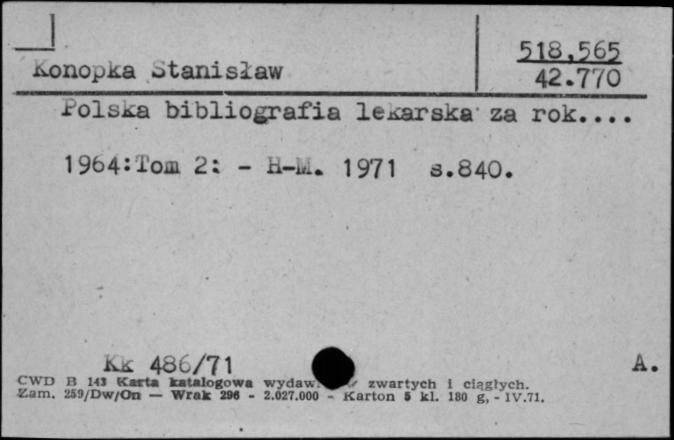 518,565
Konopka Stanisław
42.770
Polska bibliografia lekarska za rok....
1964:Tom 2: - H-M. 1971 s.840.
Kk 486/71
A.
CWD B 143 Karta katalogowa wydaw. zwartych i ciągłych.
Zam. 259/Dw/On — Wrak 296 - 2.027.000 - Karton 5 kl. 180 g, - IV.71.